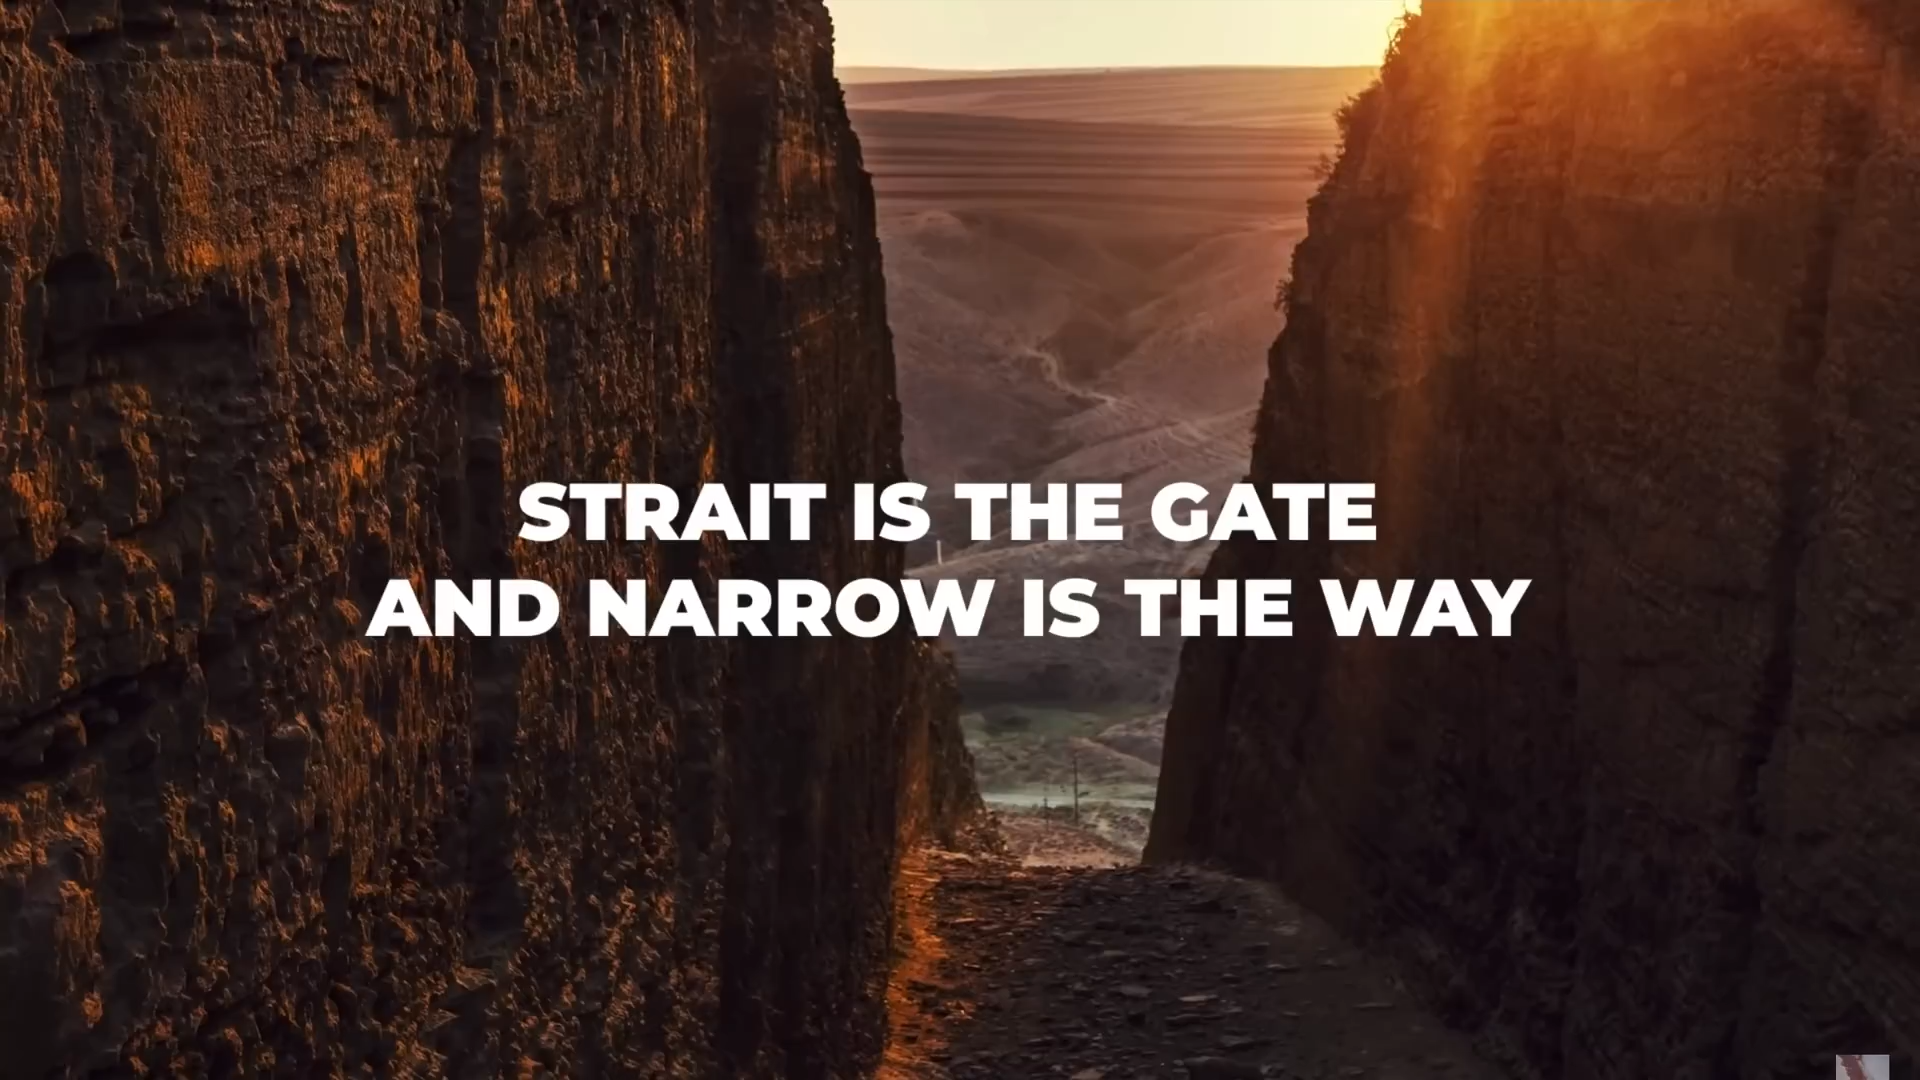 STRAIT IS THE GATE
AND NARROW IS THE WAY